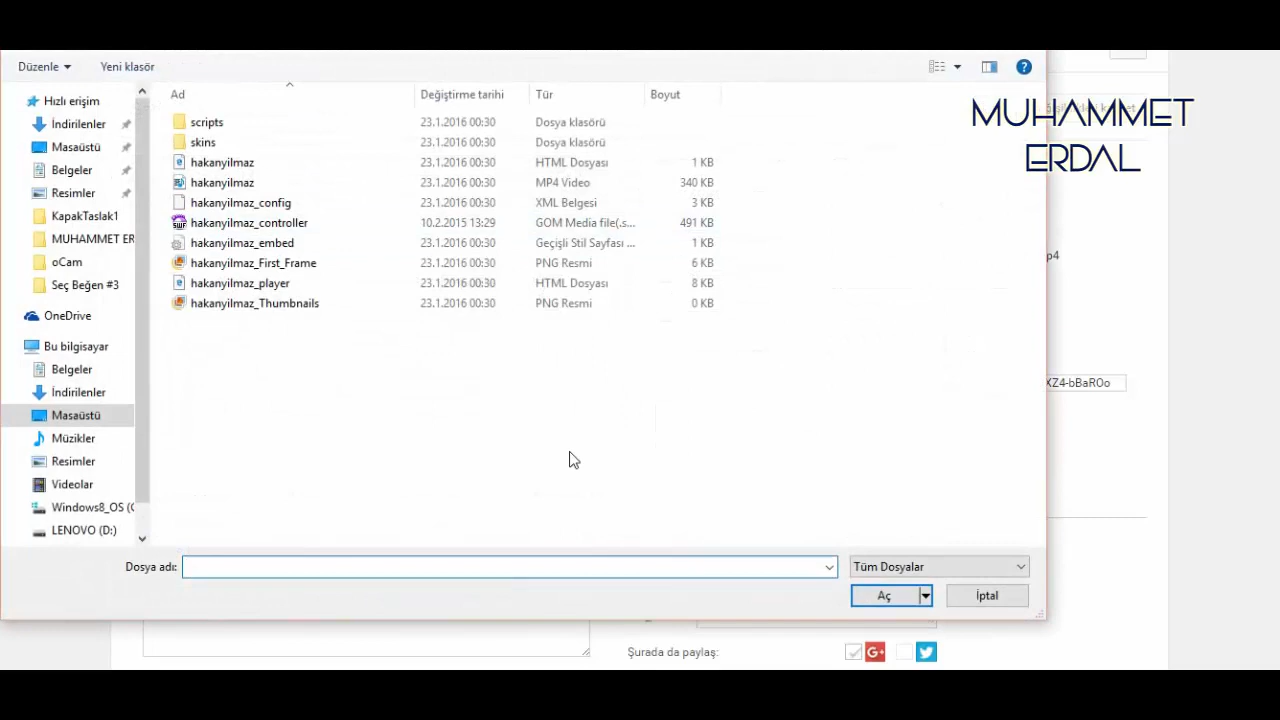 Düzenle Yeni klasör
MUHAMMET
ERDAL
Ad Değiştirme tarihi Tür Boyut
scripts 23.1.2016 00:30 Dosya klasörü
skins 23.1.2016 00:30 Dosya klasörü
hakanyilmaz 23.1.2016 00:30 HTML Dosyası 1 KB
hakanyilmaz 23.1.2016 00:30 MP4 Video 340 KB
hakanyilmaz_config 23.1.2016 00:30 XML Belgesi 3 KB
hakanyilmaz_controller 10.2.2015 13:29 GOM Media file(.s... 491 KB
hakanyilmaz_embed 23.1.2016 00:30 Geçişli Stil Sayfası ... 1 KB
hakanyilmaz_First_Frame 23.1.2016 00:30 PNG Resmi 6 KB
hakanyilmaz_player 23.1.2016 00:30 HTML Dosyası 8 KB
hakanyilmaz_Thumbnails 23.1.2016 00:30 PNG Resmi 0 KB
Hızlı erişim
İndirilenler
Masaüstü
Belgeler
Resimler
KapakTaslak1
MUHAMMET ER
oCam
Seç Beğen #3
OneDrive
Bu bilgisayar
Belgeler
İndirilenler
Masaüstü
Müzikler
Resimler
Videolar
Windows8_OS (C
LENOVO (D:)
p4
XZ4-bBaROo
Dosya adı: Tüm Dosyalar
Aç İptal
Şurada da paylaş: